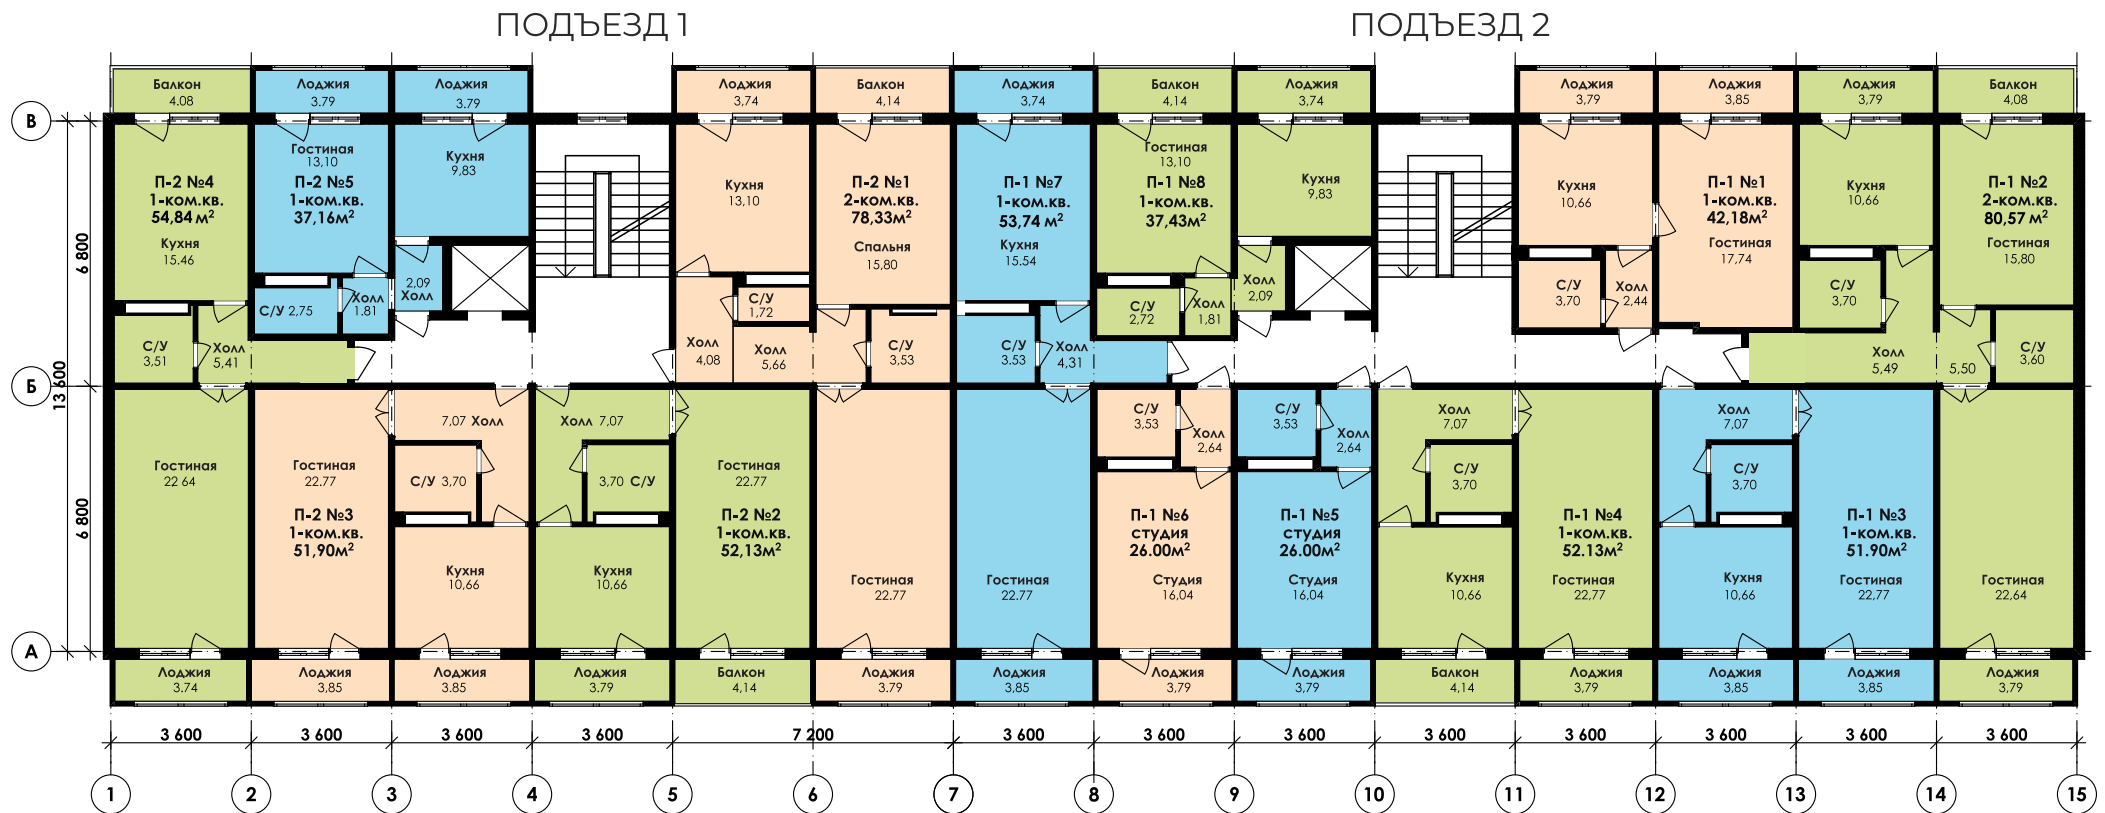 ПОДЪЕЗД 1
ПОДЪЕЗД 2
Балкон
4.08
Лоджия
3.79
Лоджия
3.79
Лоджия
3,74
Балкон
4,14
Лоджия
3,74
Балкон
4,14
Лоджия
3,74
Лоджия
3,79
Лоджия
3,85
Лоджия
3,79
Балкон
4,08
В
Б
А
6 800
13 600
6 800
П-2 №4
1-ком.кв.
54,84 м²
Кухня
15.46
С/У
3,51
Холл
5,41
Гостиная
22 64
Гостиная
13,10
П-2 №5
1-ком.кв.
37,16м²
С/У 2,75
Холл
1.81
Кухня
9,83
2,09
Холл
Кухня
13,10
Холл
4,08
С/У
1,72
Холл
5,66
П-2 №1
2-ком.кв.
78,33м²
Спальня
15,80
С/У
3,53
Гостиная
22.77
П-1 №7
1-ком.кв.
53,74 м²
Кухня
15.54
С/У
3.53
Холл
4,31
Гостиная
22.77
Гостиная
13,10
П-1 №8
1-ком.кв.
37,43м²
С/У
2,72
Холл
1,81
Кухня
9,83
Холл
2,09
Кухня
10,66
С/У
3,70
Холл
2,44
П-1 №1
1-ком.кв.
42,18м²
Гостиная
17,74
Кухня
10,66
С/У
3,70
Холл
5,49
П-1 №2
2-ком.кв.
80,57 м²
Гостиная
15,80
5,50
С/У
3,60
Гостиная
22,64
Гостиная
22.77
П-2 №3
1-ком.кв.
51,90м²
7,07 Холл
С/У 3,70
Кухня
10,66
Холл 7,07
3,70 С/У
Кухня
10,66
Гостиная
22.77
П-2 №2
1-ком.кв.
52,13м²
С/У
3,53
Холл
2,64
П-1 №6
студия
26.00м²
Студия
16,04
С/У
3,53
Холл
2,64
П-1 №5
студия
26.00м²
Студия
16,04
Холл
7,07
С/У
3,70
Кухня
10,66
П-1 №4
1-ком.кв.
52.13м²
Гостиная
22,77
Холл
7,07
С/У
3,70
Кухня
10,66
П-1 №3
1-ком.кв.
51.90м²
Гостиная
22,77
Лоджия
3.74
Лоджия
3,85
Лоджия
3.85
Лоджия
3,79
Балкон
4,14
Лоджия
3,79
Лоджия
3,85
Лоджия
3,79
Лоджия
3,79
Балкон
4,14
Лоджия
3,79
Лоджия
3,85
Лоджия
3,85
Лоджия
3,79
3 600
3 600
3 600
3 600
7 200
3 600
3 600
3 600
3 600
3 600
3 600
3 600
3 600
1
2
3
4
5
6
7
8
9
10
11
12
13
14
15